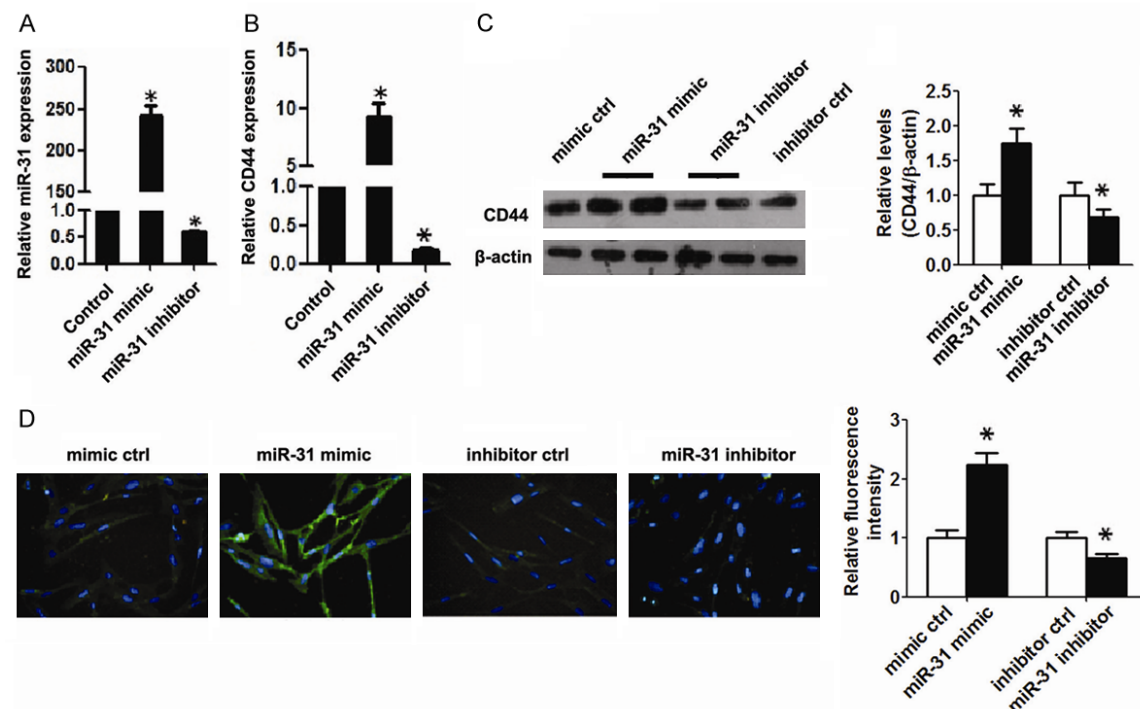 A
Relative miR-31 expression
300
250
200
150
100
1.0
0.5
0.0
*
*
Control
miR-31 mimic
miR-31 inhibitor
B
Relative CD44 expression
15
10
5
1.0
0.5
0.0
*
*
Control
miR-31 mimic
miR-31 inhibitor
C
mimic ctrl
miR-31 mimic
miR-31 inhibitor
inhibitor ctrl
CD44
β-actin
Relative levels
(CD44/β-actin)
2.5
2.0
1.5
1.0
0.5
0.0
*
*
mimic ctrl
miR-31 mimic
inhibitor ctrl
miR-31 inhibitor
D
mimic ctrl
miR-31 mimic
inhibitor ctrl
miR-31 inhibitor
Relative fluorescence
intensity
3
2
1
0
*
*
mimic ctrl
miR-31 mimic
inhibitor ctrl
miR-31 inhibitor